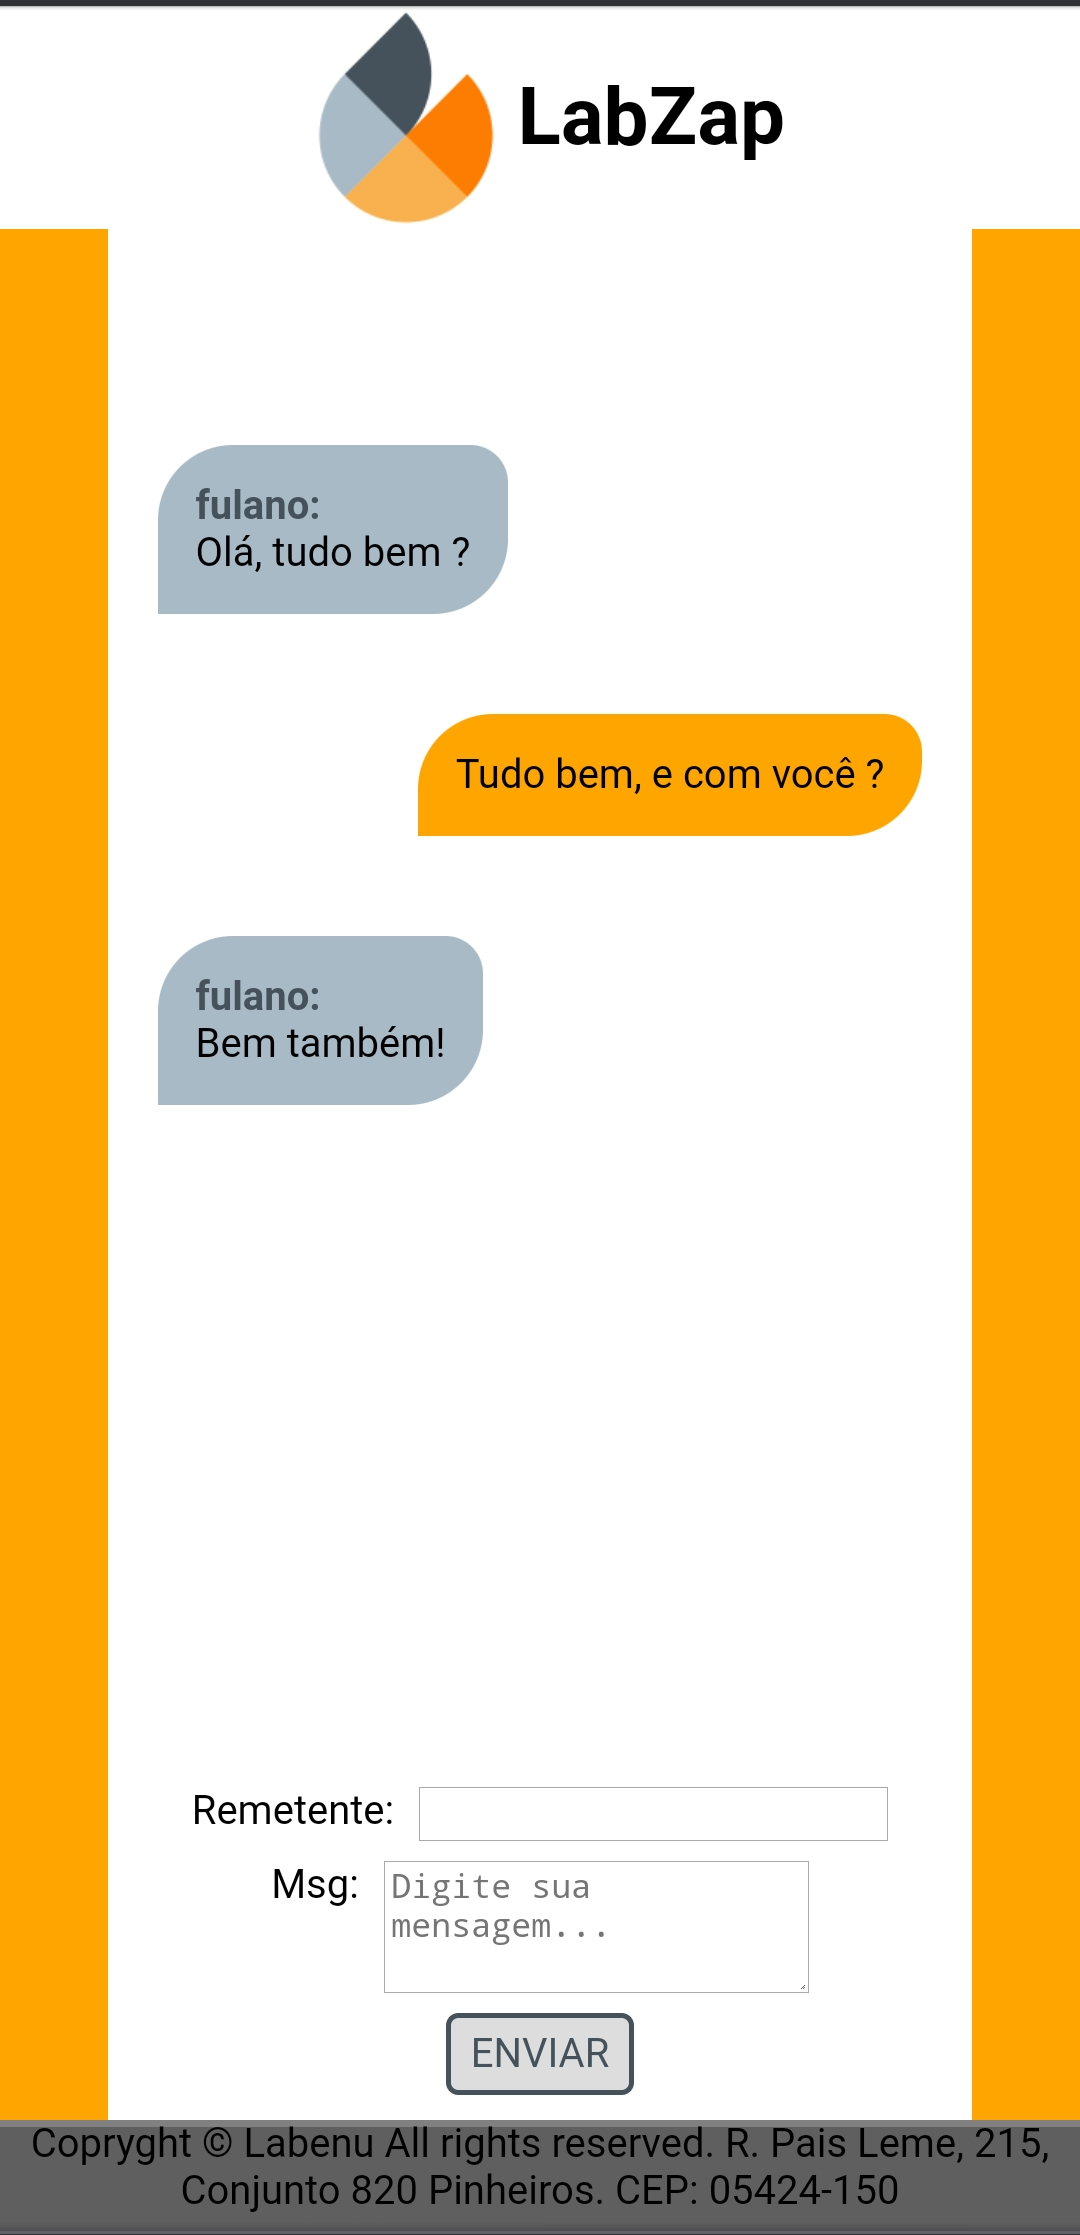 LabZap
fulano:
Olá, tudo bem ?
Tudo bem, e com você ?
fulano:
Bem também!
Remetente:
Msg:
Digite sua
mensagem...
ENVIAR
Copryght © Labenu All rights reserved. R. Pais Leme, 215,
Conjunto 820 Pinheiros. CEP: 05424-150